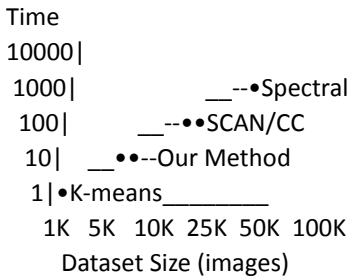 Time
10000|
1000| __--•Spectral
100| __--••SCAN/CC
10| __••--Our Method
1|•K-means________
1K 5K 10K 25K 50K 100K
Dataset Size (images)